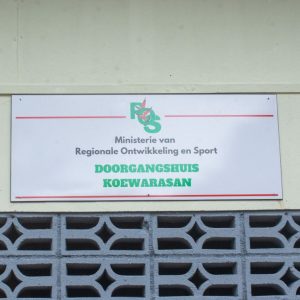 ROS
Ministerie van
Regionale Ontwikkeling en Sport
DOORGANGSHUIS
KOEWARASAN